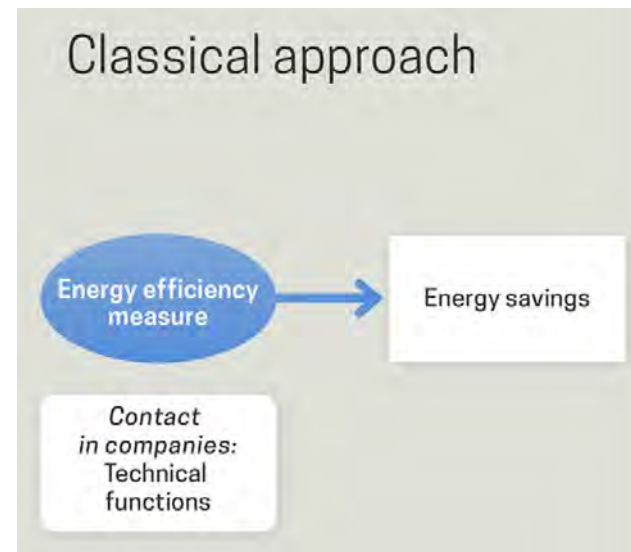 Classical approach
Energy efficiency
measure
Energy savings
Contact
in companies:
Technical
functions